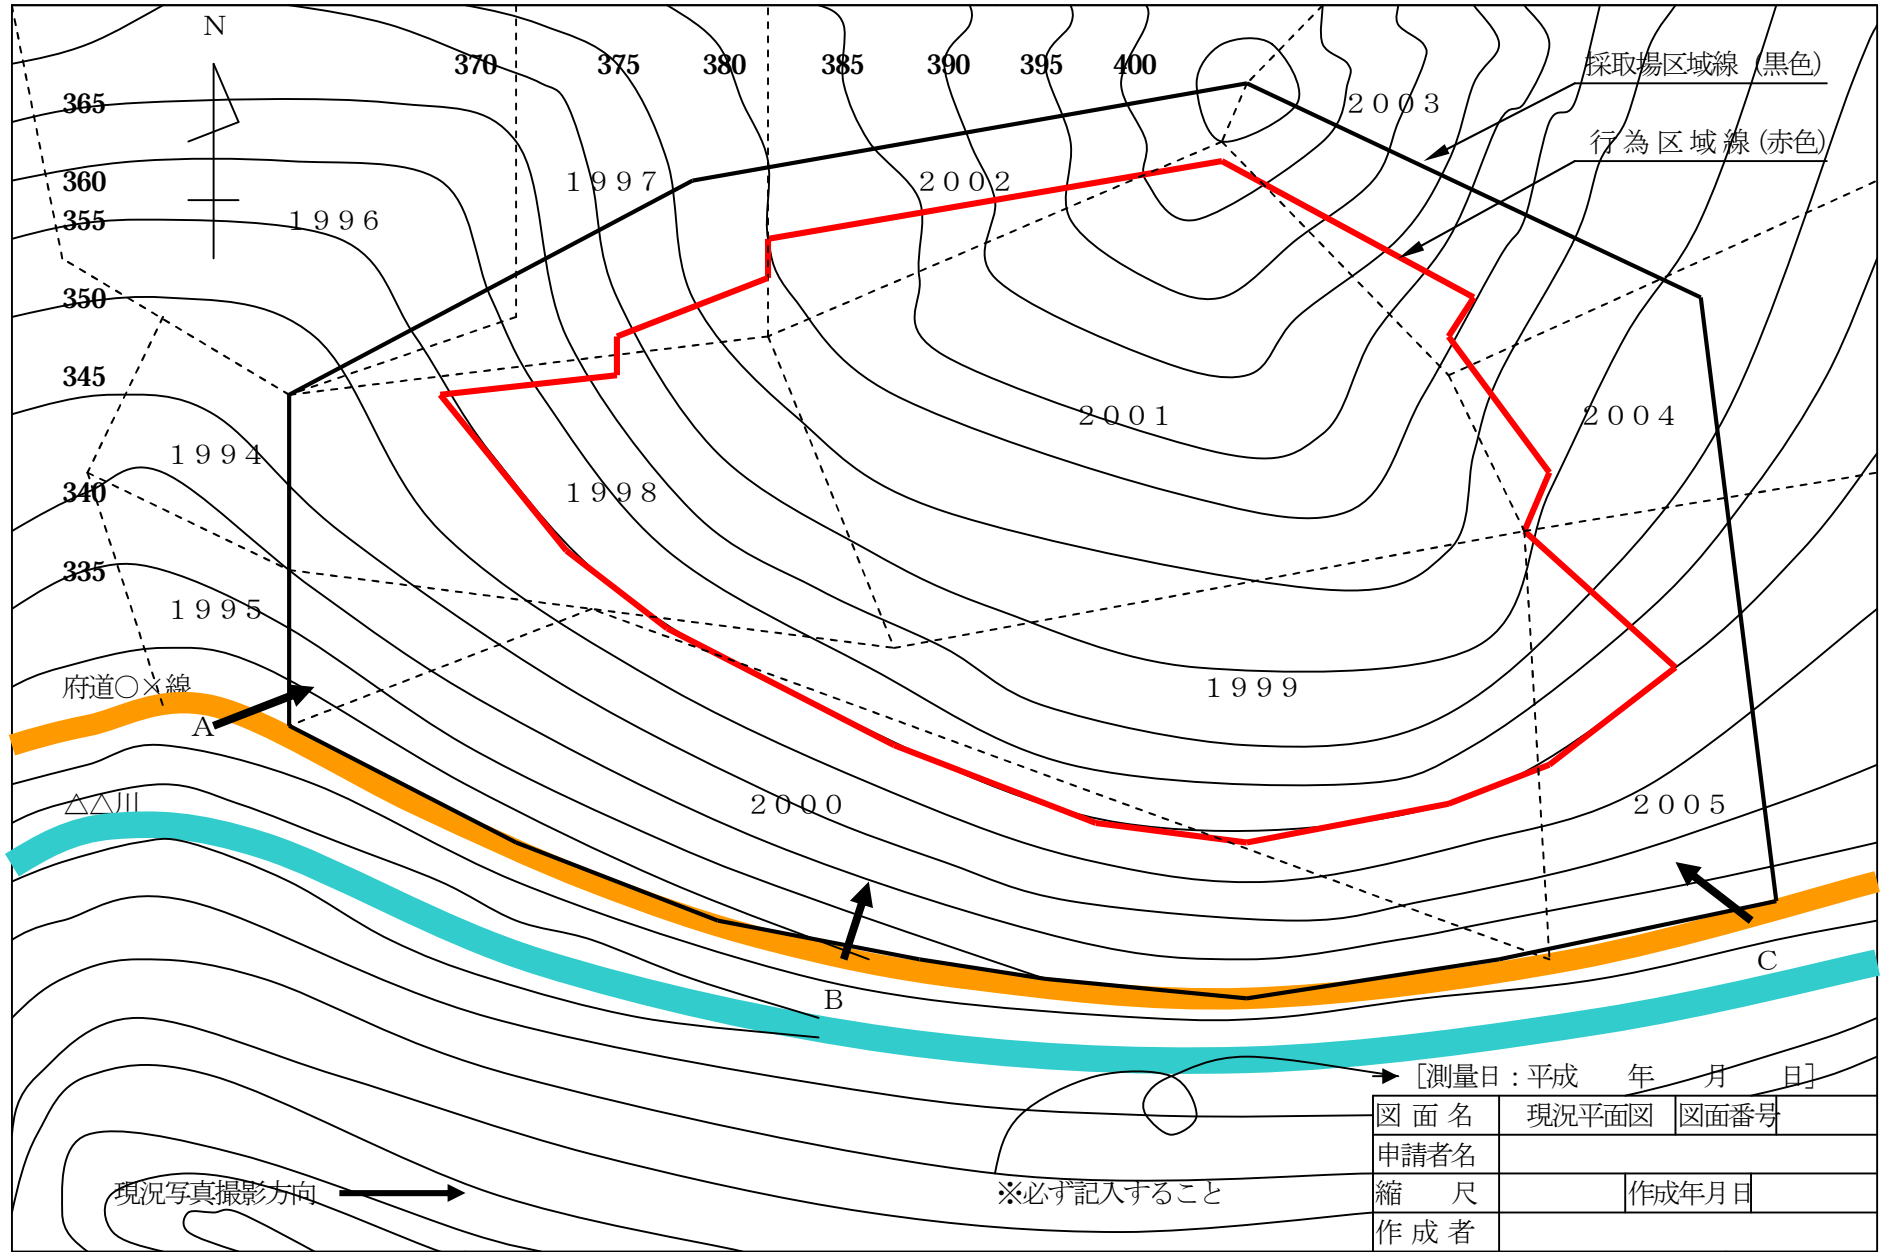 N
370 375 380 385 390 395 400
採取場区域線 (黒色)
365
2003
行為区域線(赤色)
360
1997
2002
355
1996
350
345
2001
2004
1994
340
1998
335
1995
府道○×線
1999
A
△△川
2000
2005
C
B
[測量日:平成 年 月 日]
図面名 現況平面図 図面番号
申請者名
現況写真撮影方向
※必ず記入すること
縮 尺 作成年月日
作成者